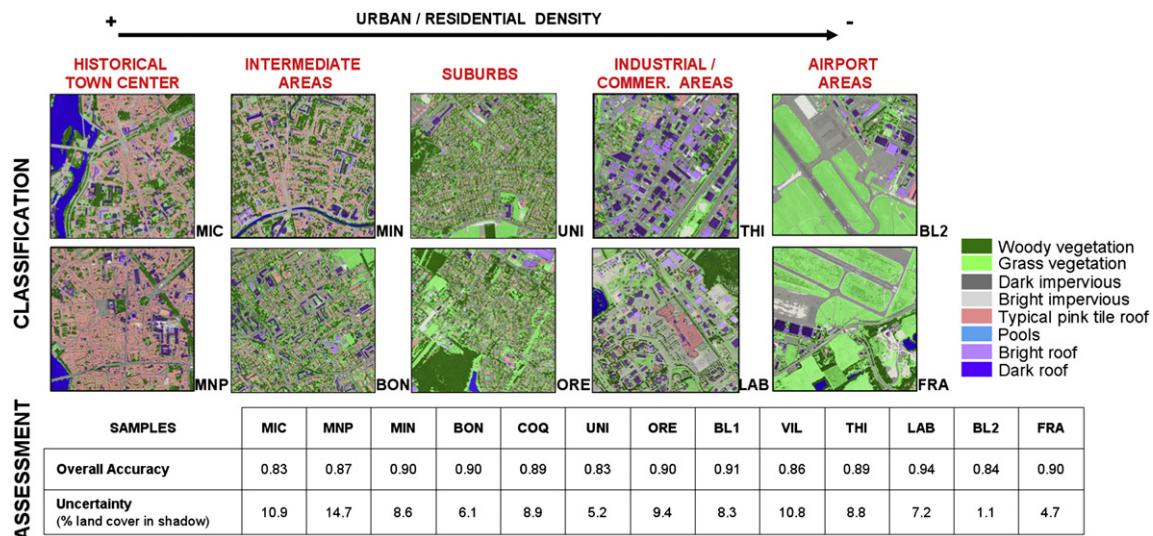 + URBAN / RESIDENTIAL DENSITY -
HISTORICAL TOWN CENTER
INTERMEDIATE AREAS
SUBURBS
INDUSTRIAL / COMMER. AREAS
AIRPORT AREAS
CLASSIFICATION
MIC
MIN
UNI
THI
BL2
MNP
BON
ORE
LAB
FRA
Woody vegetation
Grass vegetation
Dark impervious
Bright impervious
Typical pink tile roof
Pools
Bright roof
Dark roof
ASSESSMENT
SAMPLES MIC MNP MIN BON COQ UNI ORE BL1 VIL THI LAB BL2 FRA
Overall Accuracy 0.83 0.87 0.90 0.90 0.89 0.83 0.90 0.91 0.86 0.89 0.94 0.84 0.90
Uncertainty
(% land cover in shadow) 10.9 14.7 8.6 6.1 8.9 5.2 9.4 8.3 10.8 8.8 7.2 1.1 4.7